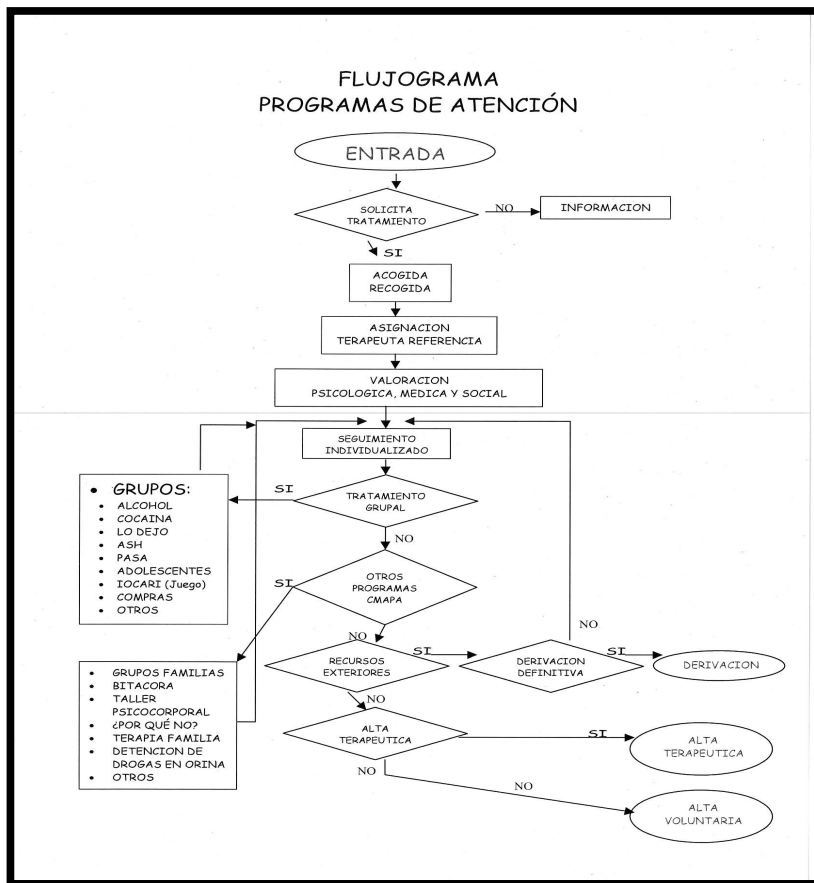 FLUJOGRAMA
PROGRAMAS DE ATENCIÓN
ENTRADA
SOLICITA
TRATAMIENTO
NO
INFORMACION
SI
ACOGIDA
RECOGIDA
ASIGNACION
TERAPEUTA REFERENCIA
VALORACION
PSICOLOGICA, MEDICA Y SOCIAL
SEGUIMIENTO
INDIVIDUALIZADO
TRATAMIENTO
GRUPAL
SI
• GRUPOS:
• ALCOHOL
• COCAINA
• LO DEJO
• ASH
• PASA
• ADOLESCENTES
• IOCARI (Juego)
• COMPRAS
• OTROS
NO
OTROS
PROGRAMAS
CMAPA
SI
• GRUPOS FAMILIAS
• BITACORA
• TALLER
PSICOCORPORAL
• ¿POR QUÉ NO?
• TERAPIA FAMILIA
• DETENCION DE
DROGAS EN ORINA
• OTROS
NO
RECURSOS
EXTERIORES
SI
DERIVACION
DEFINITIVA
NO
SI
DERIVACION
NO
ALTA
TERAPEUTICA
SI
ALTA
TERAPEUTICA
NO
NO
ALTA
VOLUNTARIA